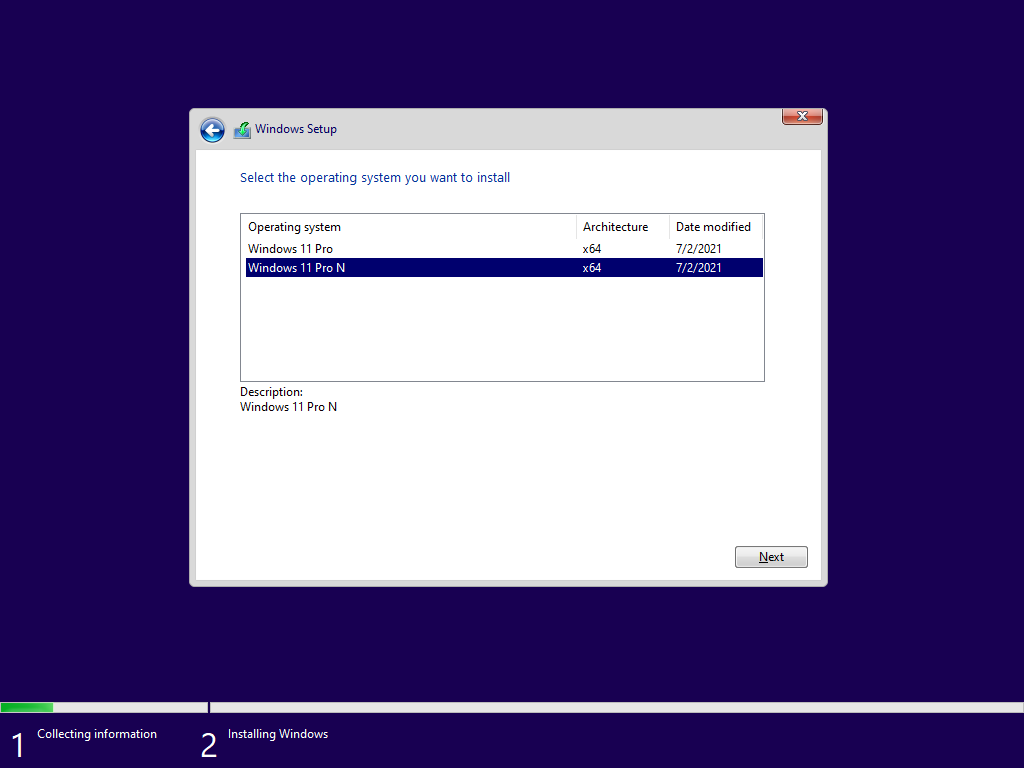 Windows Setup
Select the operating system you want to install
Operating system Architecture Date modified
Windows 11 Pro x64 7/2/2021
Windows 11 Pro N x64 7/2/2021
Description:
Windows 11 Pro N
Next
1 Collecting information 2 Installing Windows